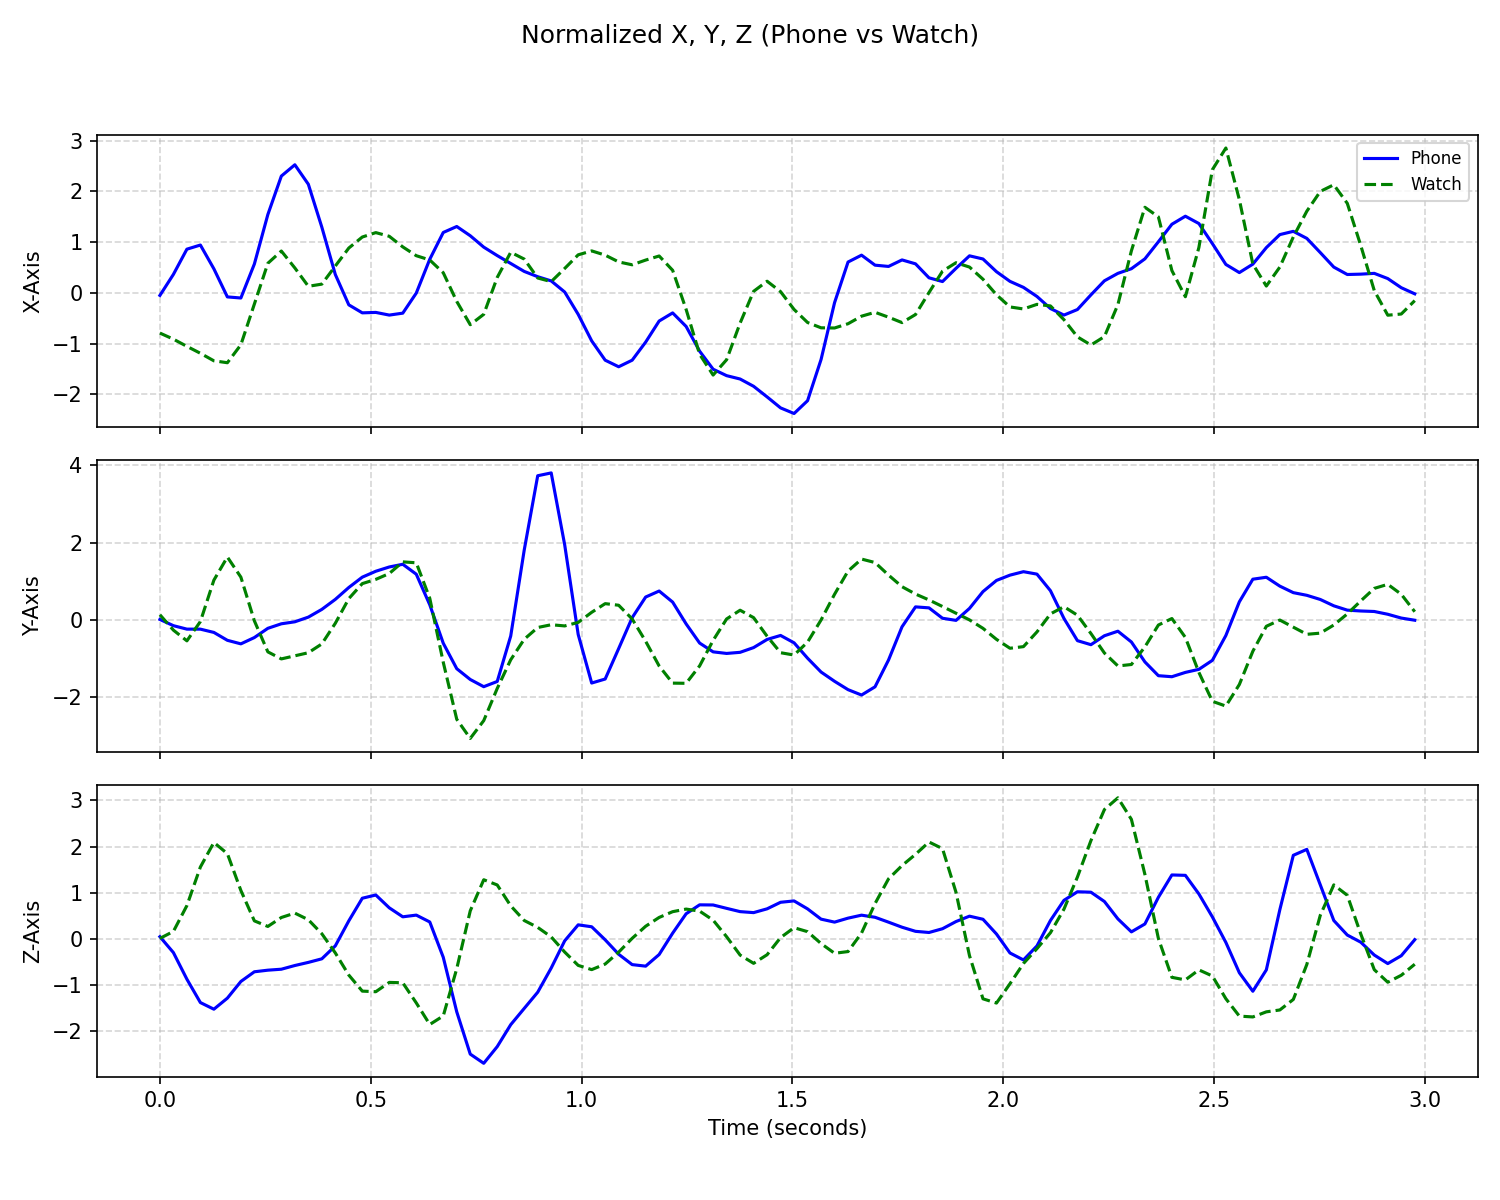 Normalized X, Y, Z (Phone vs Watch)
3
2
1
0
−1
−2
X-Axis
Phone
Watch
4
2
0
−2
Y-Axis
3
2
1
0
−1
−2
Z-Axis
0.0 0.5 1.0 1.5 2.0 2.5 3.0
Time (seconds)